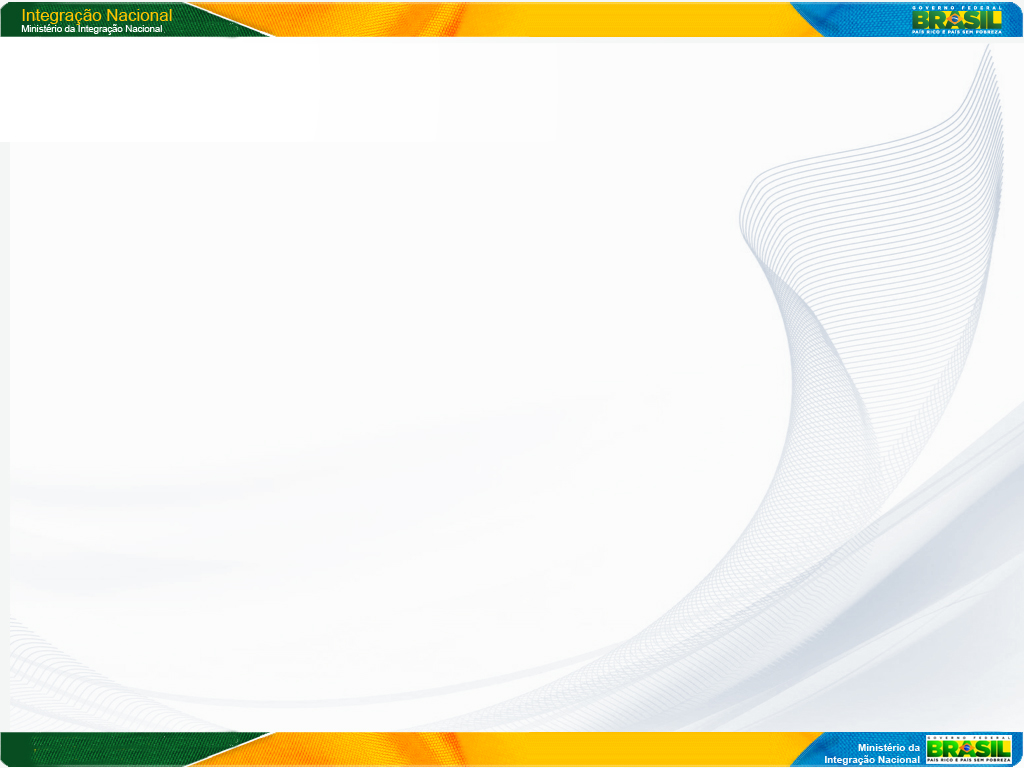 Integração Nacional
Ministério da Integração Nacional
GOVERNO FEDERAL
BRASIL
PAÍS RICO É PAÍS SEM POBREZA
Ministério da
Integração Nacional
GOVERNO FEDERAL
BRASIL
PAÍS RICO É PAÍS SEM POBREZA